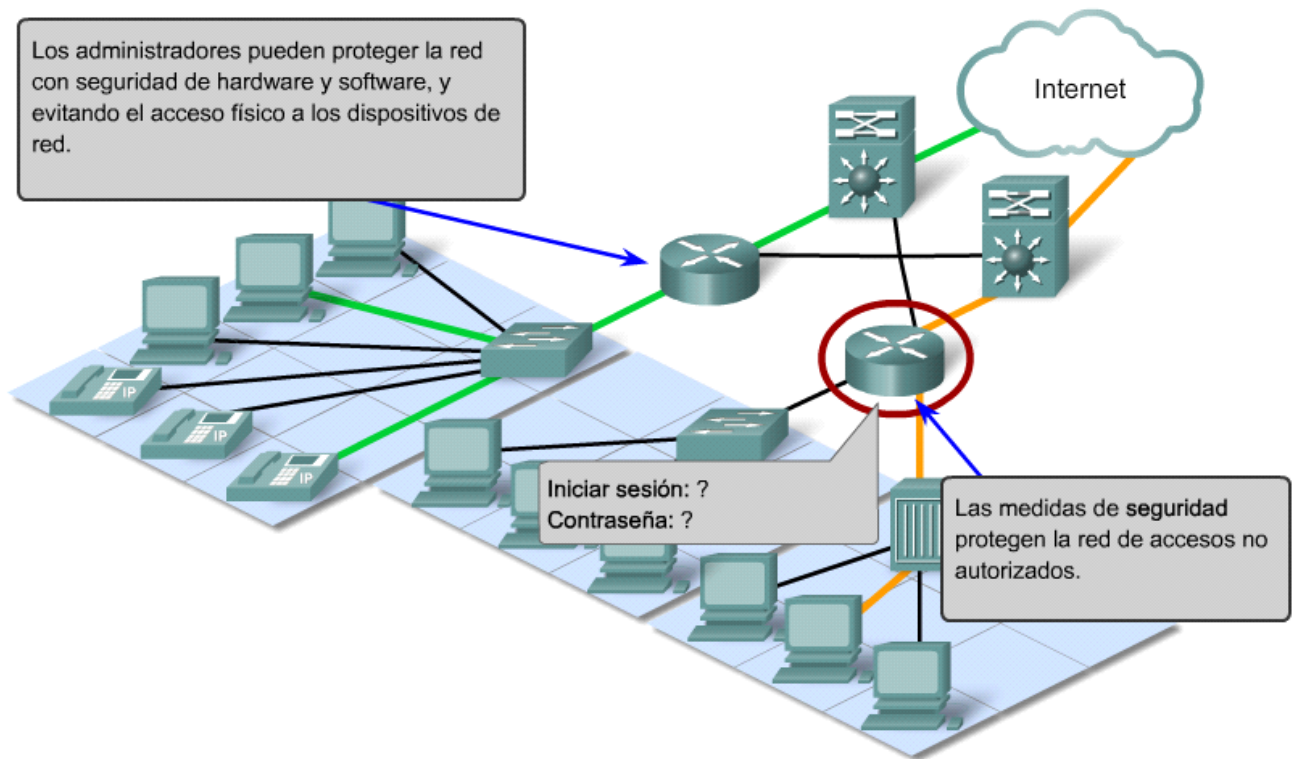 Los administradores pueden proteger la red
con seguridad de hardware y software, y
evitando el acceso físico a los dispositivos de
red.
Internet
IP
IP
IP
Iniciar sesión: ?
Contraseña: ?
Las medidas de seguridad
protegen la red de accesos no
autorizados.